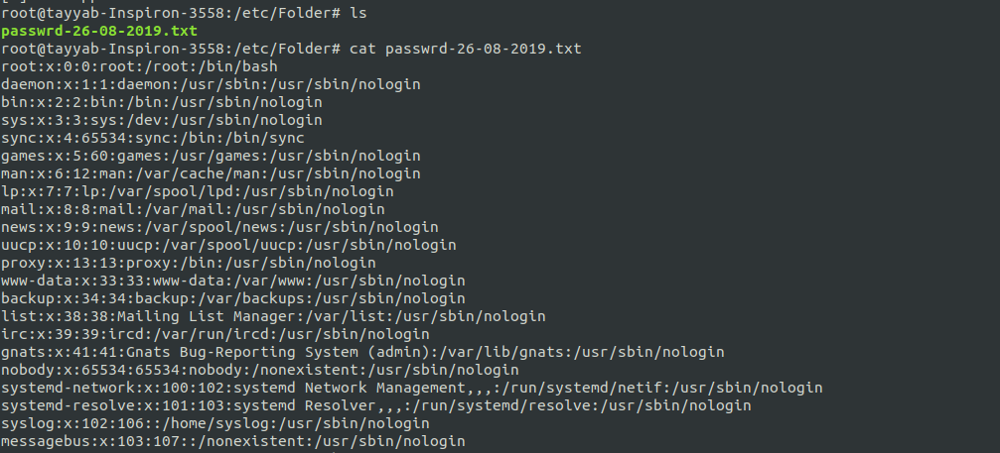 root@tayyab-Inspiron-3558:/etc/Folder# ls
passwrd-26-08-2019.txt
root@tayyab-Inspiron-3558:/etc/Folder# cat passwrd-26-08-2019.txt
root:x:0:0:root:/root:/bin/bash
daemon:x:1:1:daemon:/usr/sbin:/usr/sbin/nologin
bin:x:2:2:bin:/bin:/usr/sbin/nologin
sys:x:3:3:sys:/dev:/usr/sbin/nologin
sync:x:4:65534:sync:/bin:/bin/sync
games:x:5:60:games:/usr/games:/usr/sbin/nologin
man:x:6:12:man:/var/cache/man:/usr/sbin/nologin
lp:x:7:7:lp:/var/spool/lpd:/usr/sbin/nologin
mail:x:8:8:mail:/var/mail:/usr/sbin/nologin
news:x:9:9:news:/var/spool/news:/usr/sbin/nologin
uucp:x:10:10:uucp:/var/spool/uucp:/usr/sbin/nologin
proxy:x:13:13:proxy:/bin:/usr/sbin/nologin
www-data:x:33:33:www-data:/var/www:/usr/sbin/nologin
backup:x:34:34:backup:/var/backups:/usr/sbin/nologin
list:x:38:38:Mailing List Manager:/var/list:/usr/sbin/nologin
irc:x:39:39:ircd:/var/run/ircd:/usr/sbin/nologin
gnats:x:41:41:Gnats Bug-Reporting System (admin):/var/lib/gnats:/usr/sbin/nologin
nobody:x:65534:65534:nobody:/nonexistent:/usr/sbin/nologin
systemd-network:x:100:102:systemd Network Management,,,:/run/systemd/netif:/usr/sbin/nologin
systemd-resolve:x:101:103:systemd Resolver,,,:/run/systemd/resolve:/usr/sbin/nologin
syslog:x:102:106::/home/syslog:/usr/sbin/nologin
messagebus:x:103:107::/nonexistent:/usr/sbin/nologin